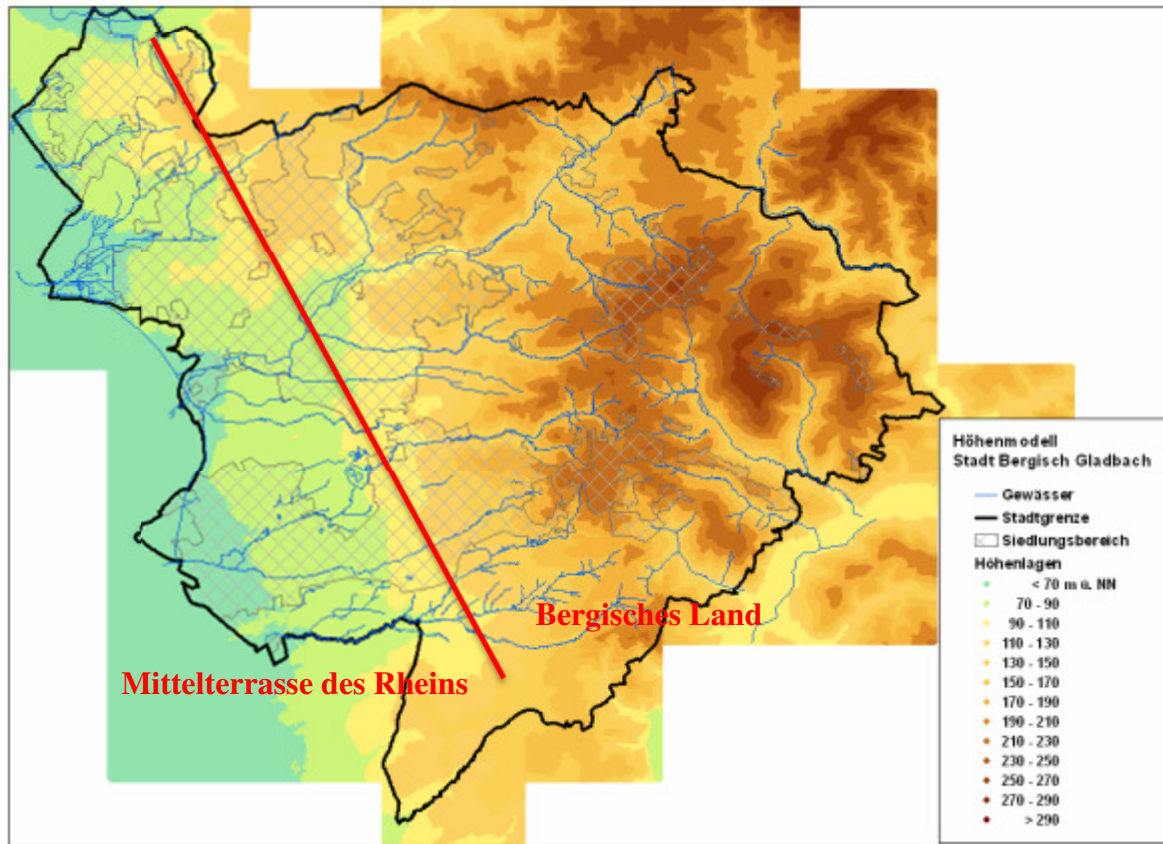 Bergisches Land
Mittelterrasse des Rheins
Höhenmodell
Stadt Bergisch Gladbach
Gewässer
Stadtgrenze
Siedlungsbereich
Höhenlagen
< 70 m ü. NN
70 - 90
90 - 110
110 - 130
130 - 150
150 - 170
170 - 190
190 - 210
210 - 230
230 - 250
250 - 270
270 - 290
> 290